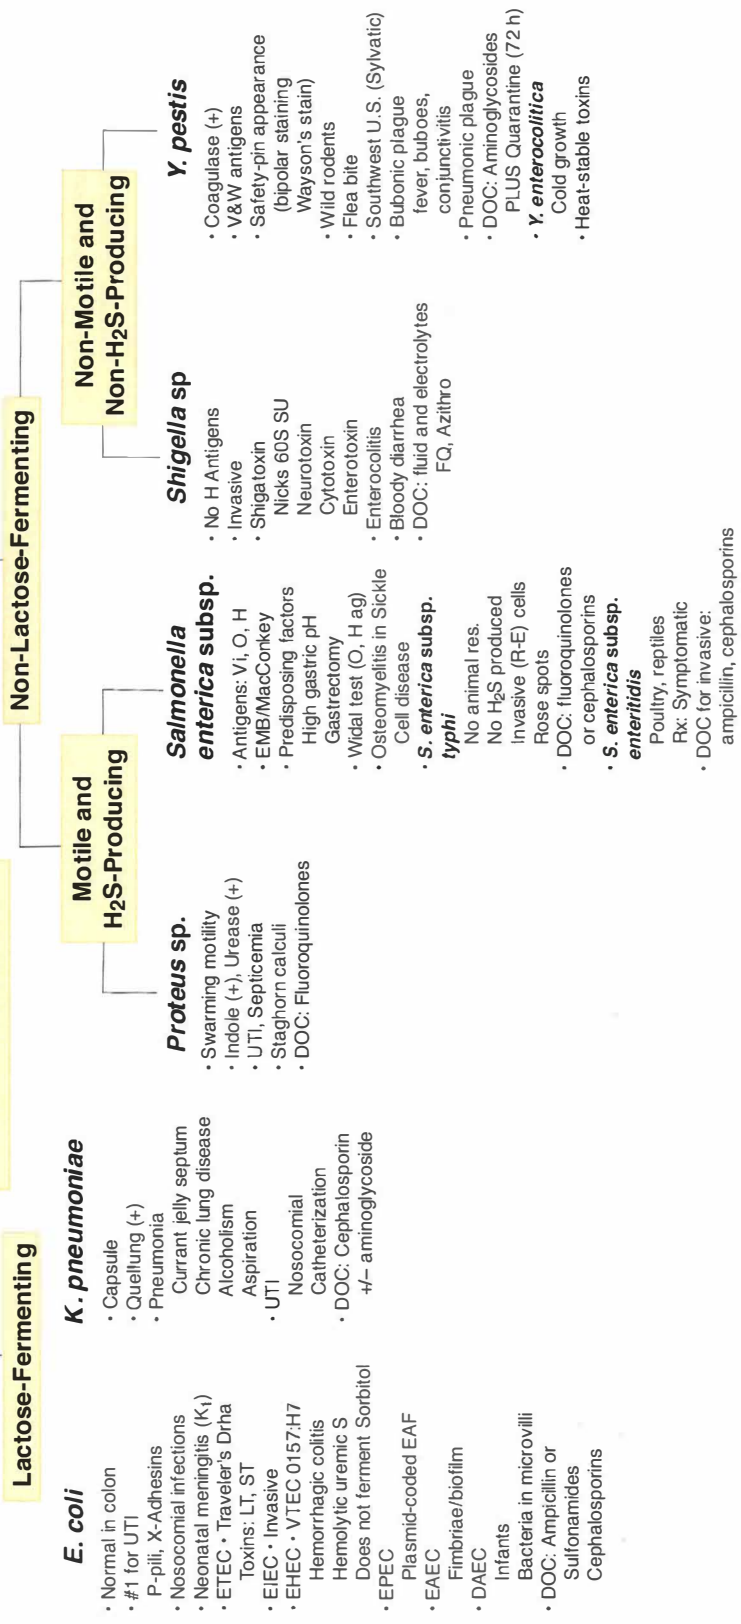 Lactose-Fermenting
Non-Lactose-Fermenting
Motile and
H2S-Producing
Non-Motile and
Non-H2S-Producing
E. coli
· Normal in colon
· #1 for UTI
P-pili, X-Adhesins
· Nosocomial infections
· Neonatal meningitis (K1)
· ETEC · Traveler's Drha
Toxins: LT, ST
· EIEC · Invasive
· EHEC · VTEC 0157:H7
Hemorrhagic colitis
Hemolytic uremic S
Does not ferment Sorbitol
· EPEC
Plasmid-coded EAF
· EAEC
Fimbriae/biofilm
· DAEC
Infants
Bacteria in microvilli
· DOC: Ampicillin or
Sulfonamides
Cephalosporins
K. pneumoniae
· Capsule
· Quellung (+)
· Pneumonia
Currant jelly septum
Chronic lung disease
Alcoholism
Aspiration
· UTI
Nosocomial
Catheterization
· DOC: Cephalosporin
+/− aminoglycoside
Proteus sp.
· Swarming motility
· Indole (+), Urease (+)
· UTI, Septicemia
· Staghorn calculi
· DOC: Fluoroquinolones
Salmonella
enterica subsp.
· Antigens: Vi, O, H
· EMB/MacConkey
· Predisposing factors
High gastric pH
Gastrectomy
· Widal test (O, H ag)
· Osteomyelitis in Sickle
Cell disease
· S. enterica subsp.
typhi
No animal res.
No H2S produced
Invasive (R-E) cells
Rose spots
· DOC: fluoroquinolones
or cephalosporins
· S. enterica subsp.
enteritidis
Poultry, reptiles
Rx: Symptomatic
· DOC for invasive:
ampicillin, cephalosporins
Shigella sp
· No H Antigens
· Invasive
· Shigatoxin
Nicks 60S SU
Neurotoxin
Cytotoxin
Enterotoxin
· Enterocolitis
· Bloody diarrhea
· DOC: fluid and electrolytes
FQ, Azithro
Y. pestis
· Coagulase (+)
· V&W antigens
· Safety-pin appearance
(bipolar staining
Wayson's stain)
· Wild rodents
· Flea bite
· Southwest U.S. (Sylvatic)
· Bubonic plague
fever, buboes,
conjunctivitis
· Pneumonic plague
· DOC: Aminoglycosides
PLUS Quarantine (72 h)
· Y. enterocolitica
Cold growth
· Heat-stable toxins